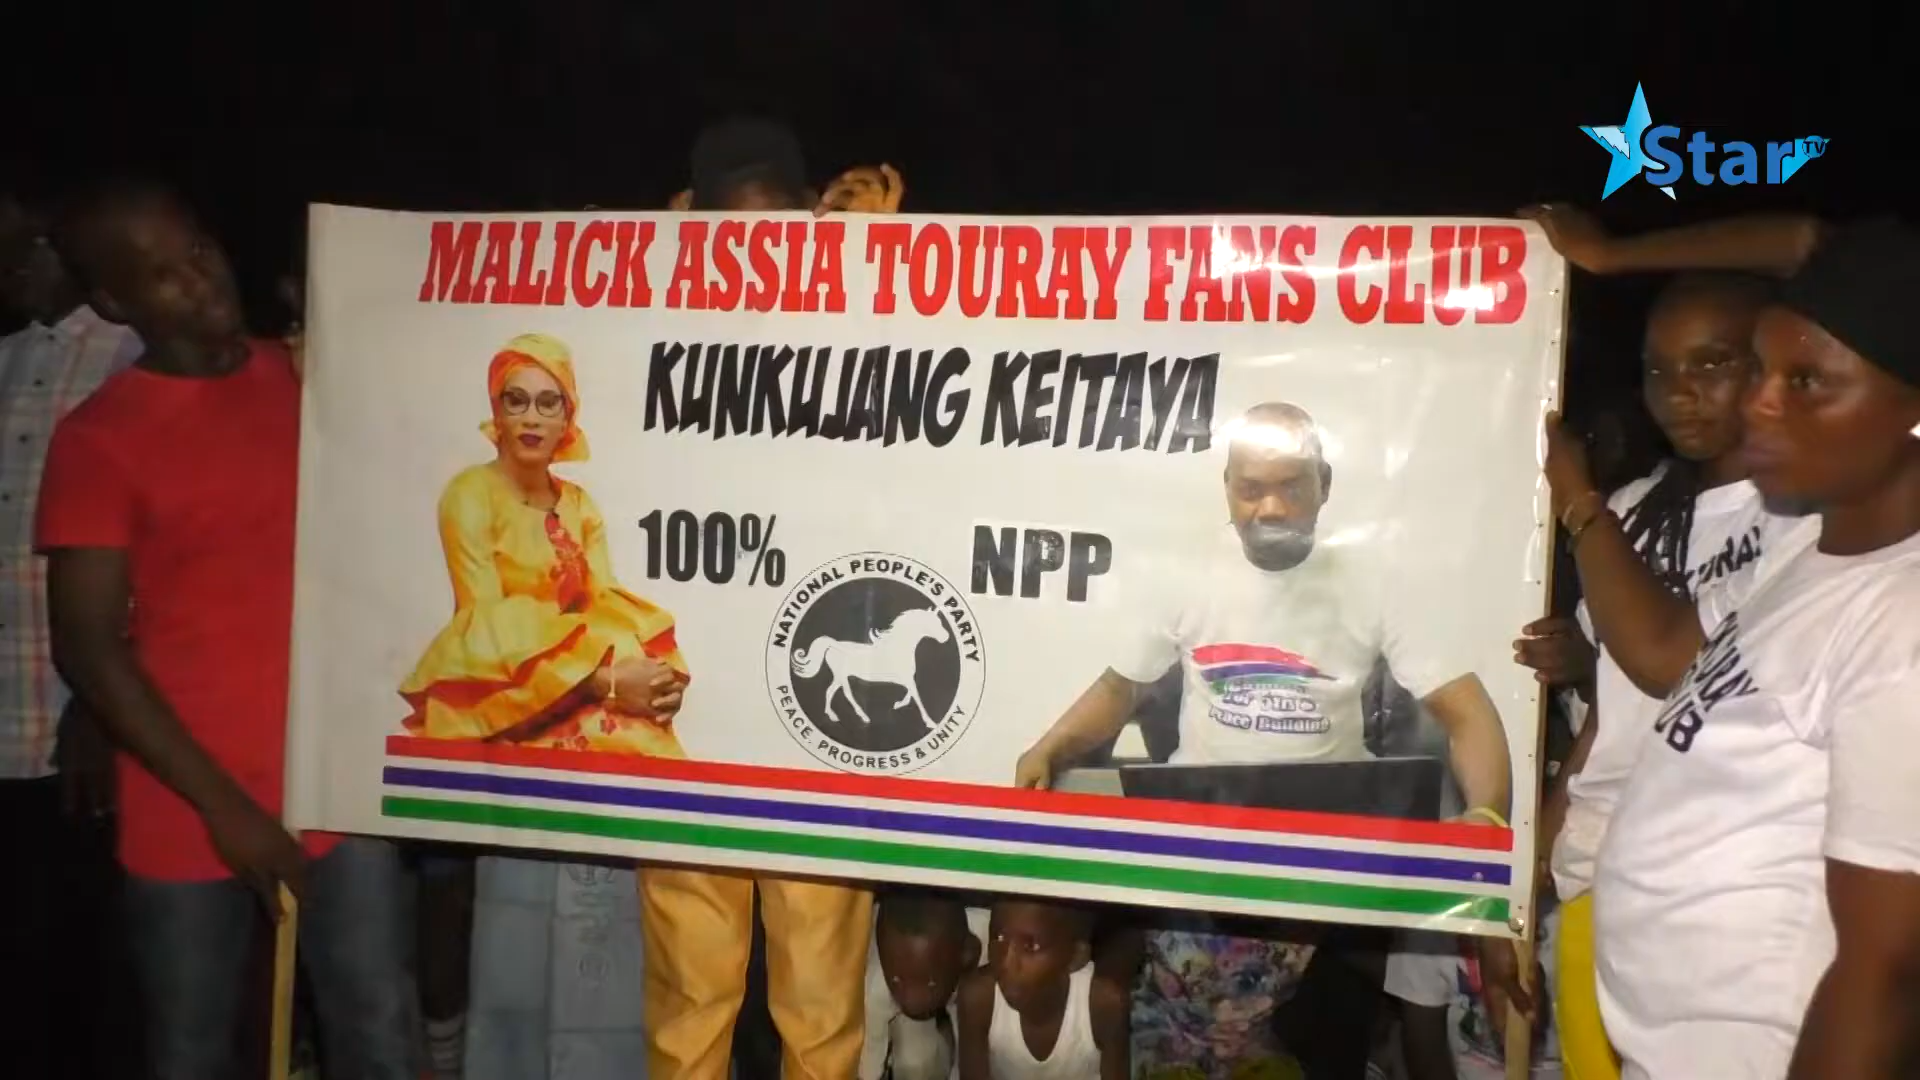 Star TV
MALICK ASSIA TOURAY FANS CLUB
KUNKUJANG KEITAYA
100% NPP
NATIONAL PEOPLE'S PARTY
PEACE, PROGRESS & UNITY
Peace Building